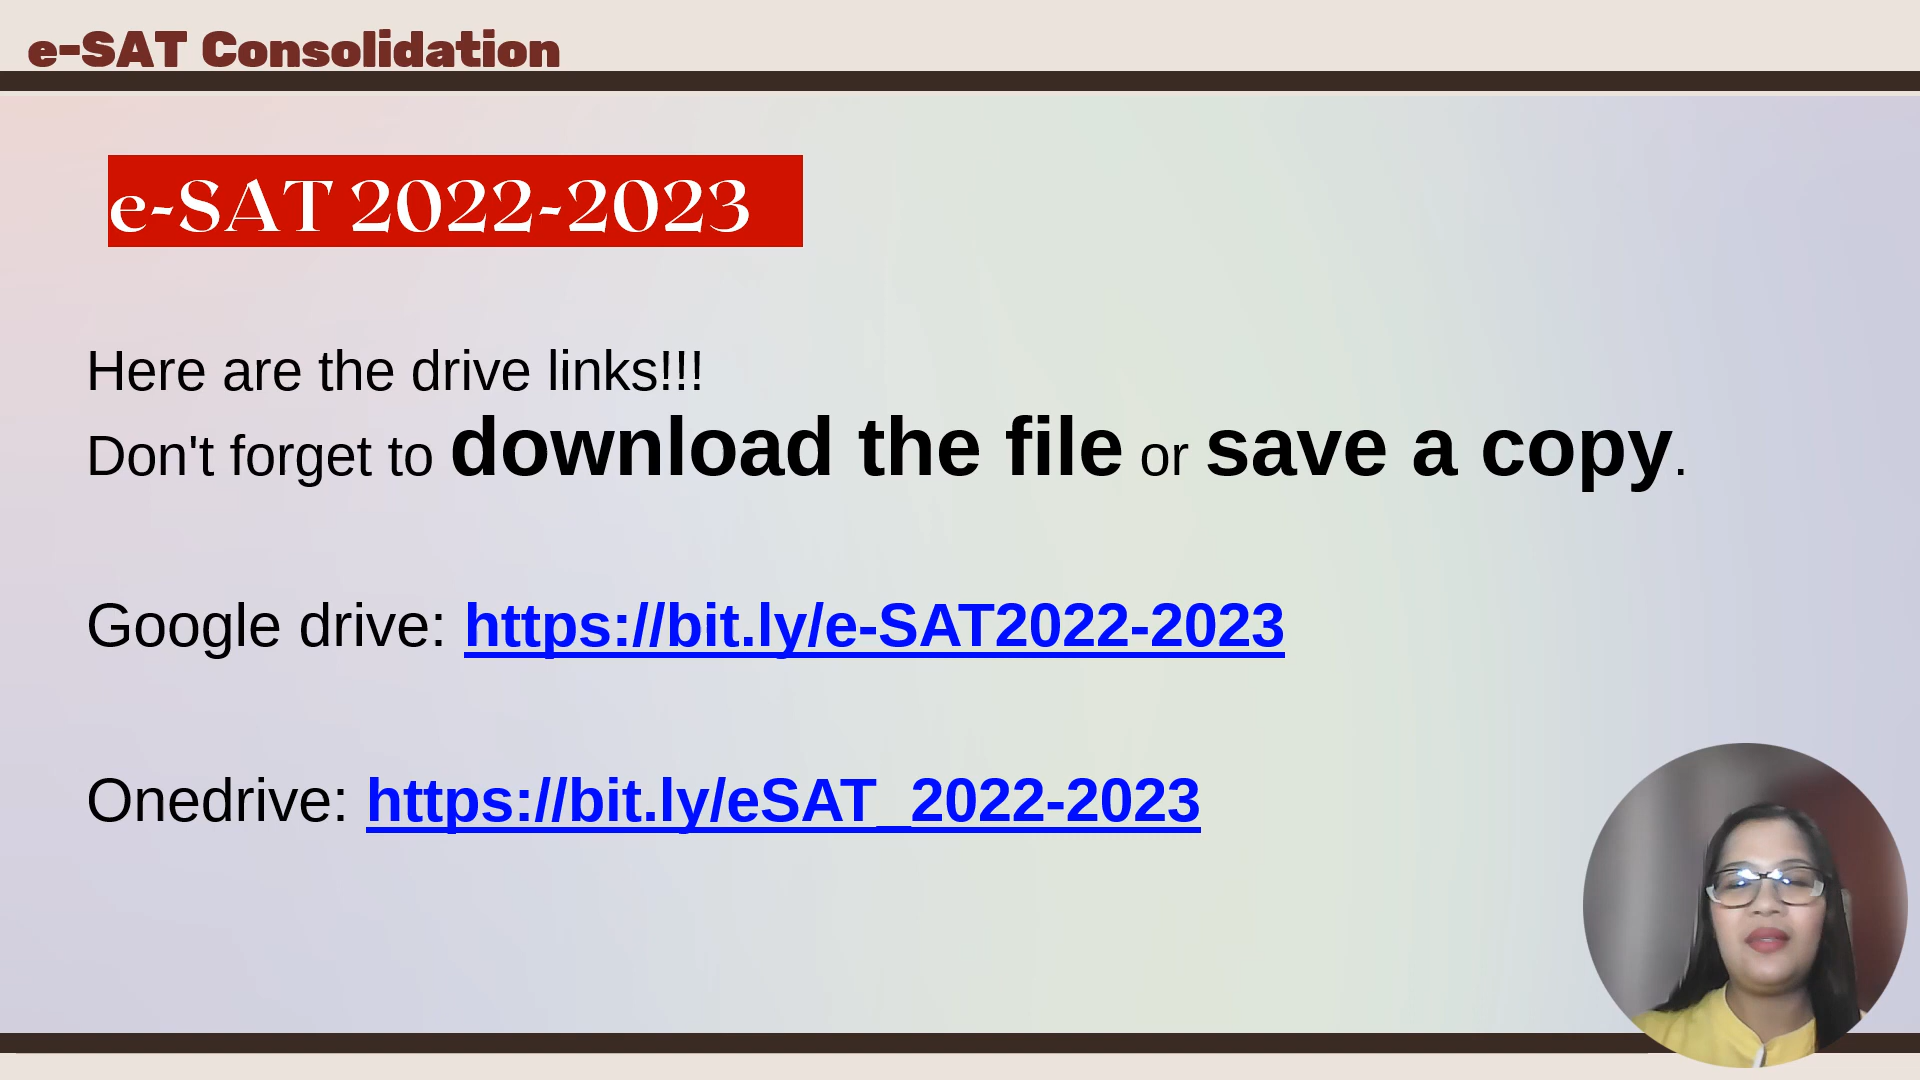 e-SAT Consolidation
e-SAT 2022-2023
Here are the drive links!!!
Don't forget to download the file or save a copy.
Google drive: https://bit.ly/e-SAT2022-2023
Onedrive: https://bit.ly/eSAT_2022-2023